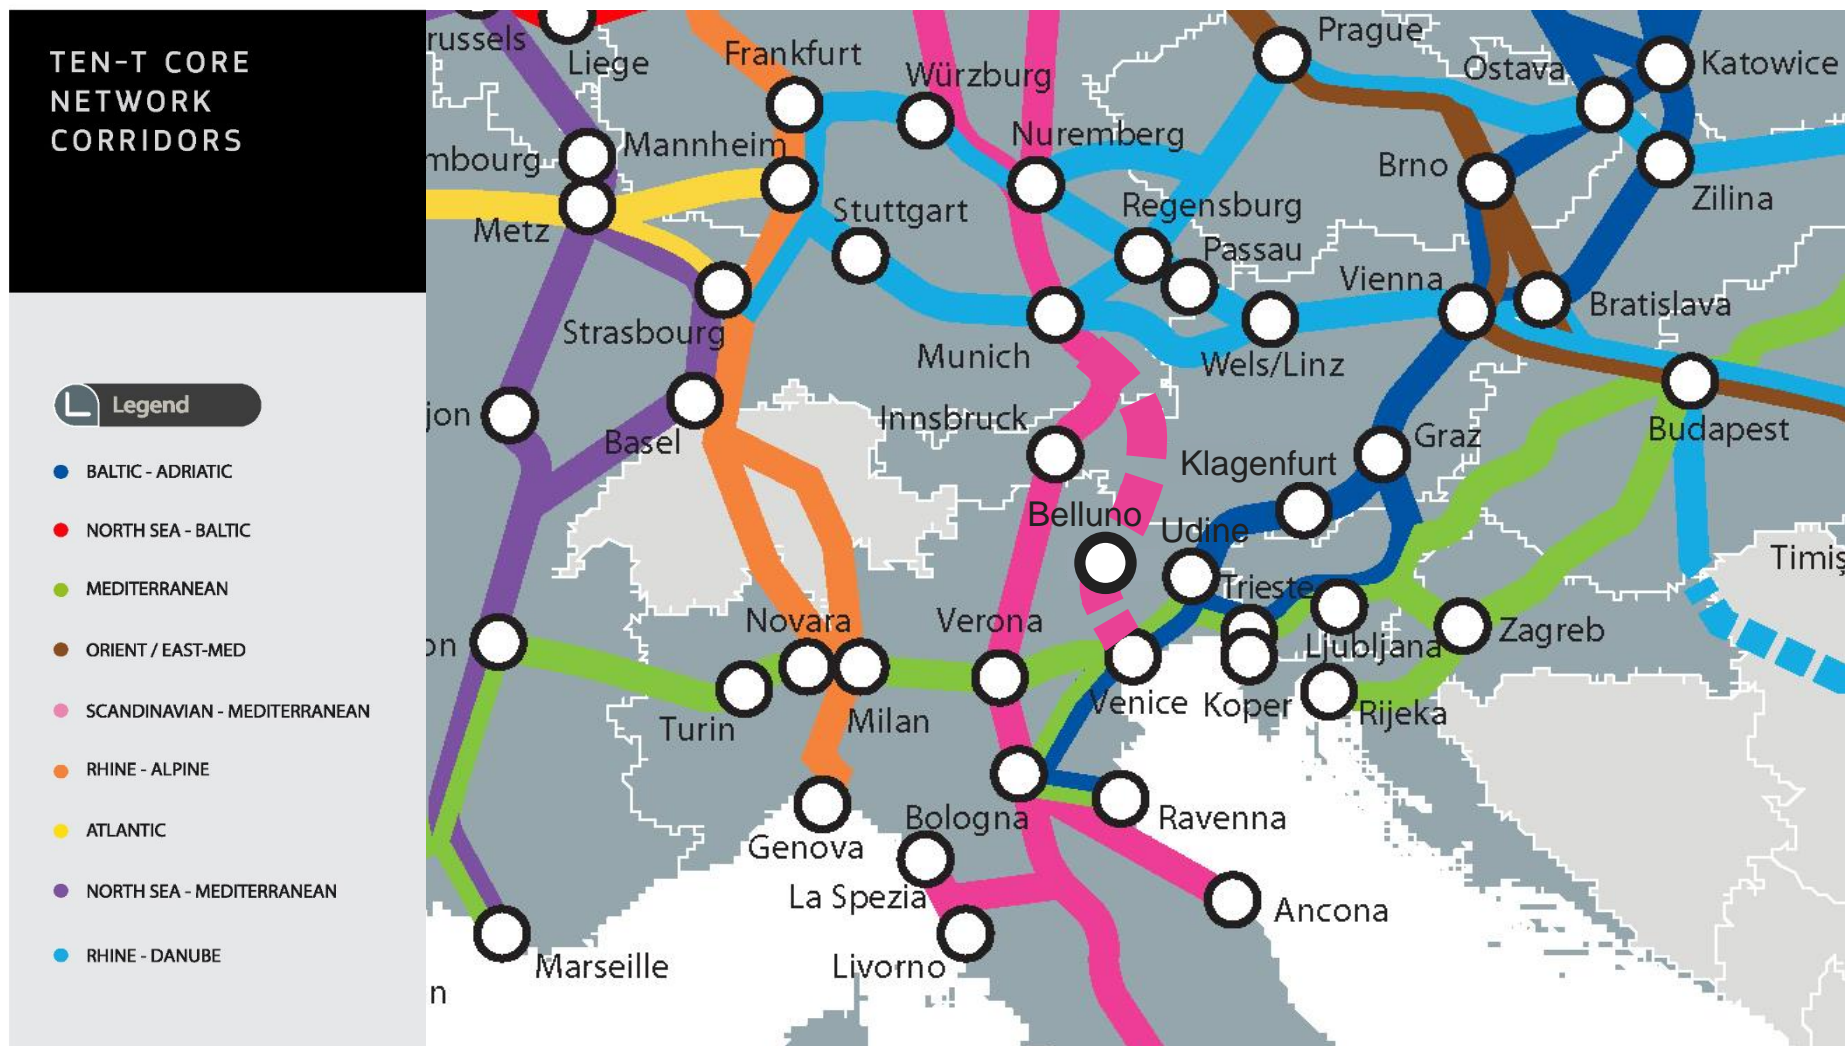 TEN-T CORE
NETWORK
CORRIDORS
Legend
BALTIC - ADRIATIC
NORTH SEA - BALTIC
MEDITERRANEAN
ORIENT / EAST-MED
SCANDINAVIAN - MEDITERRANEAN
RHINE - ALPINE
ATLANTIC
NORTH SEA - MEDITERRANEAN
RHINE - DANUBE
russels
Liege
Frankfurt
Würzburg
Prague
Ostava
Katowice
mbourg
Mannheim
Nuremberg
Brno
Zilina
Metz
Stuttgart
Regensburg
Passau
Vienna
Bratislava
Strasbourg
Munich
Wels/Linz
jon
Basel
Innsbruck
Klagenfurt
Graz
Budapest
Belluno
Udine
Timiş
Trieste
on
Novara
Verona
Ljubljana
Zagreb
Turin
Milan
Venice
Koper
Rijeka
Genova
Bologna
Ravenna
La Spezia
Ancona
Marseille
Livorno
n